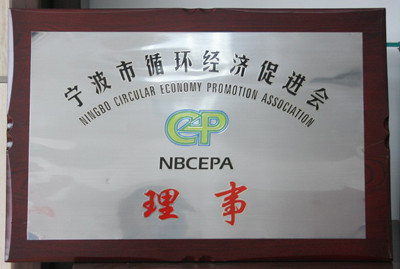 宁波市循环经济促进会
NINGBO CIRCULAR ECONOMY PROMOTION ASSOCIATION
CEP
NBCEPA
理事